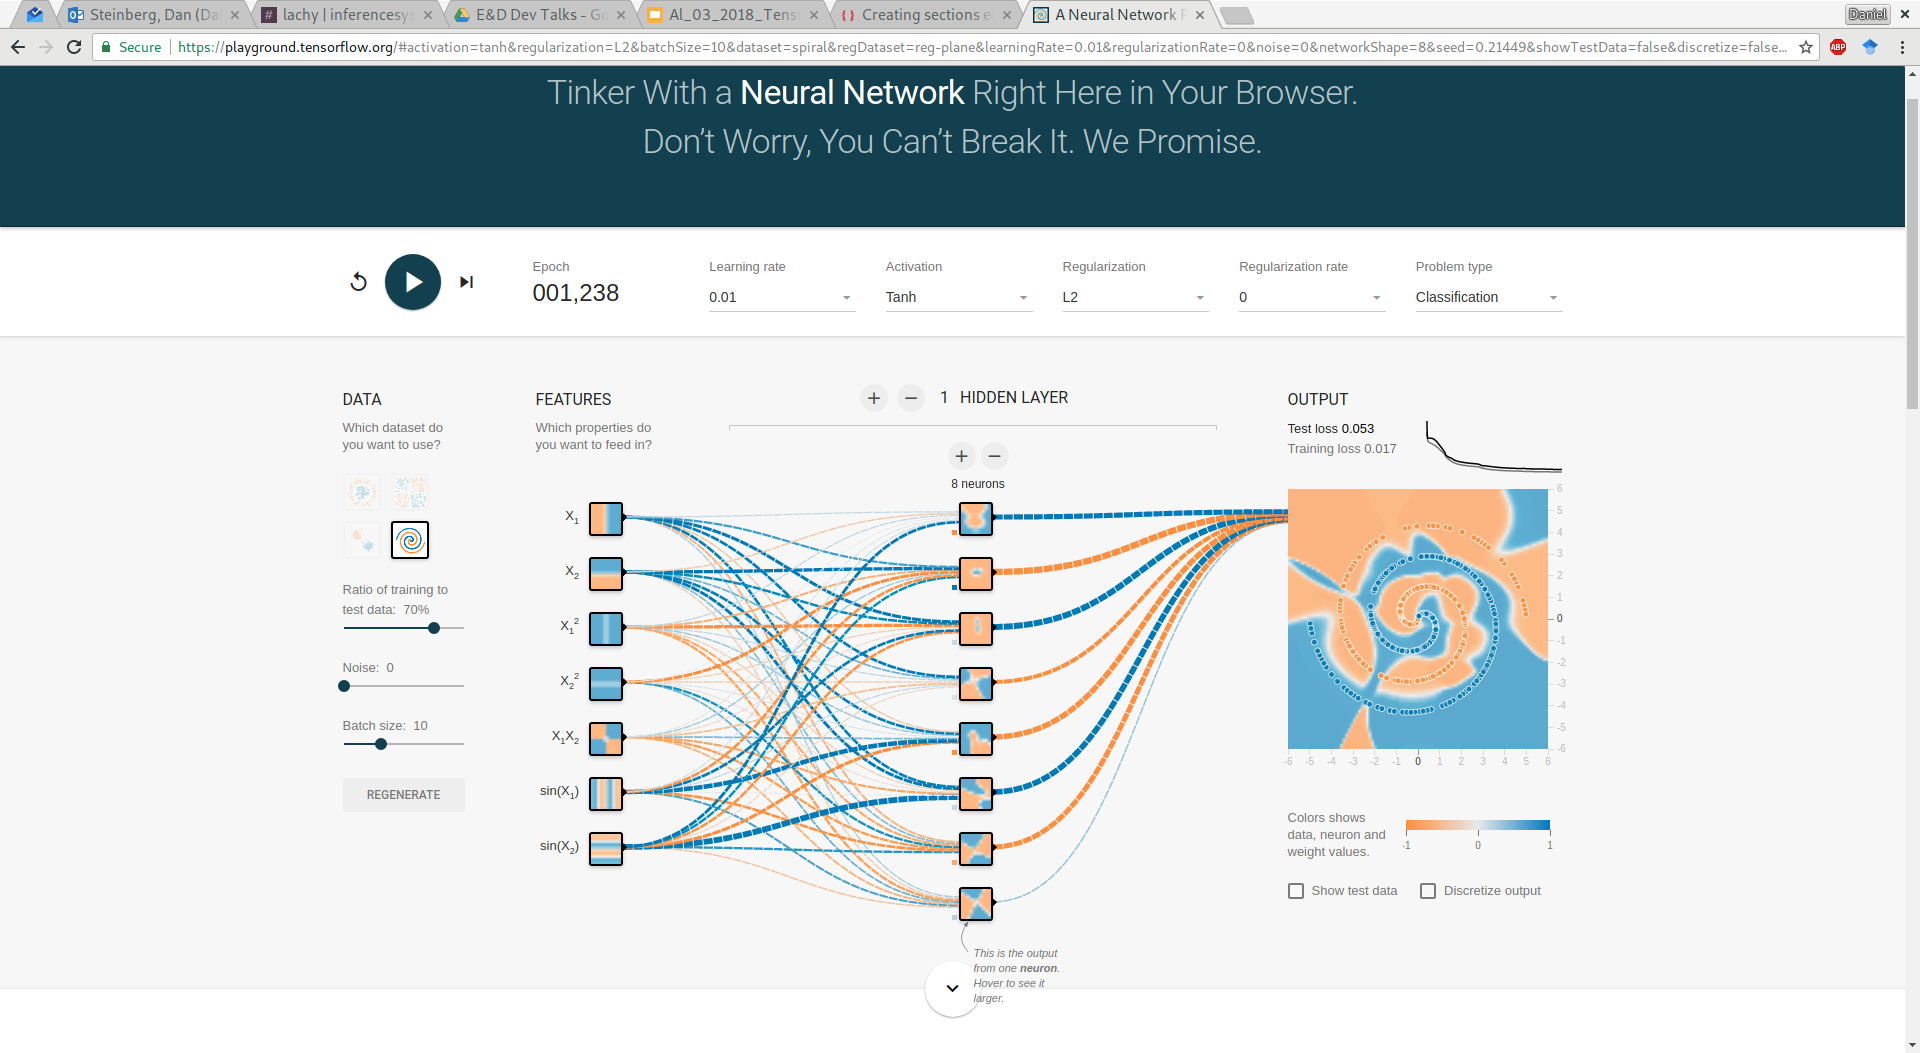 Steinberg, Dan (Da
lachy | inferencesy
E&D Dev Talks - Go
AI_03_2018_Tens
Creating sections e
A Neural Network P
Daniel
Secure
https://playground.tensorflow.org/#activation=tanh&regularization=L2&batchSize=10&dataset=spiral&regDataset=reg-plane&learningRate=0.01&regularizationRate=0&noise=0&networkShape=8&seed=0.21449&showTestData=false&discretize=false...
ABP
Tinker With a Neural Network Right Here in Your Browser.
Don't Worry, You Can't Break It. We Promise.
Epoch
001,238
Learning rate
0.01
Activation
Tanh
Regularization
L2
Regularization rate
0
Problem type
Classification
DATA
Which dataset do
you want to use?
Ratio of training to
test data: 70%
Noise: 0
Batch size: 10
REGENERATE
FEATURES
Which properties do
you want to feed in?
X1
X2
X1²
X2²
X1X2
sin(X1)
sin(X2)
+ − 1 HIDDEN LAYER
+ −
8 neurons
This is the output
from one neuron.
Hover to see it
larger.
OUTPUT
Test loss 0.053
Training loss 0.017
6
5
4
3
2
1
0
-1
-2
-3
-4
-5
-6
-6 -5 -4 -3 -2 -1 0 1 2 3 4 5 6
Colors shows
data, neuron and
weight values.
-1 0 1
Show test data
Discretize output